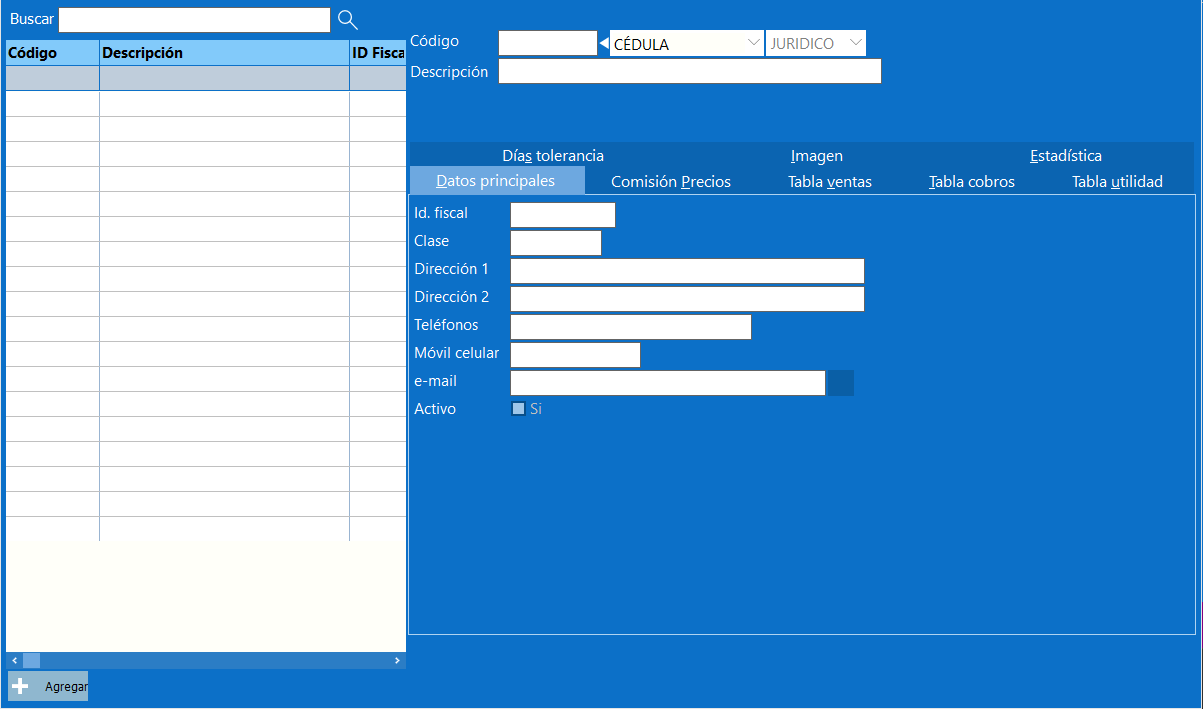 Buscar
Código Descripción ID Fisca
Agregar
Código CÉDULA JURIDICO
Descripción
Días tolerancia Imagen Estadística
Datos principales Comisión Precios Tabla ventas Tabla cobros Tabla utilidad
Id. fiscal
Clase
Dirección 1
Dirección 2
Teléfonos
Móvil celular
e-mail
Activo Si